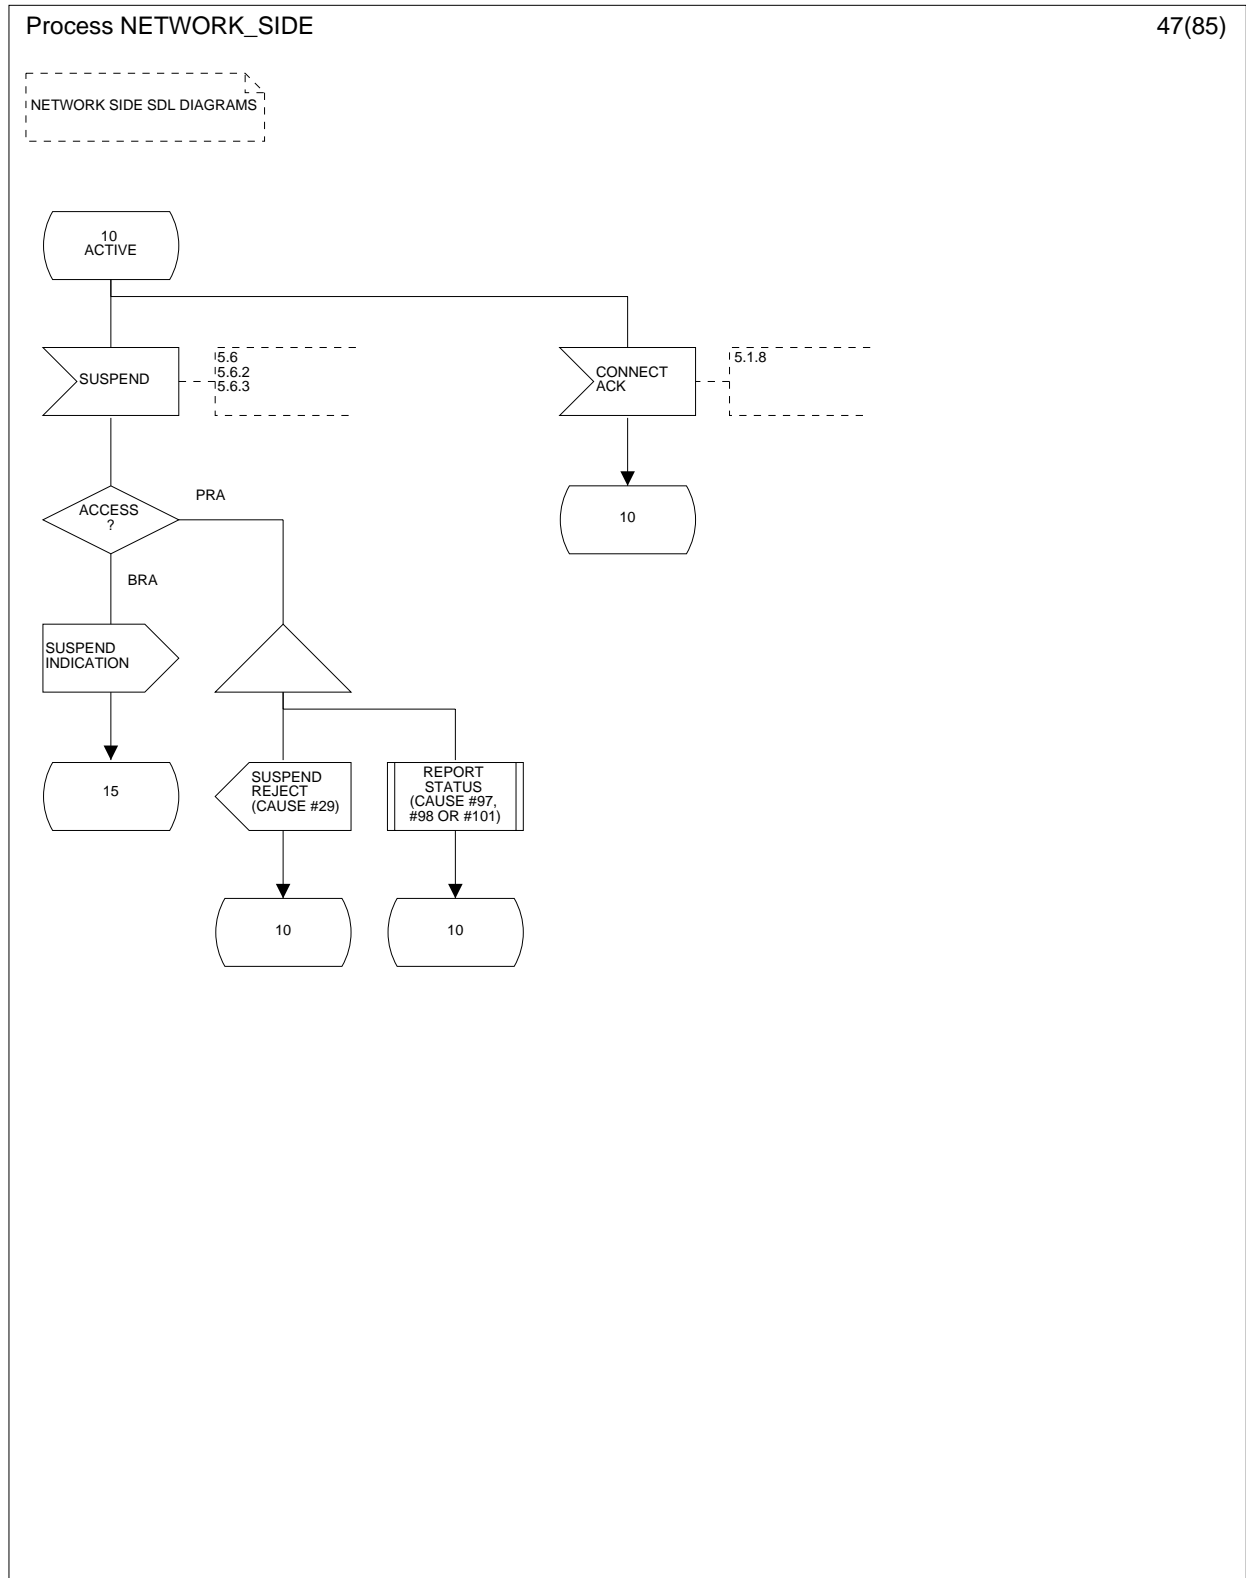 Process NETWORK_SIDE
47(85)
NETWORK SIDE SDL DIAGRAMS
10
ACTIVE
SUSPEND
5.6
5.6.2
5.6.3
CONNECT
ACK
5.1.8
ACCESS
?
PRA
10
BRA
SUSPEND
INDICATION
15
SUSPEND
REJECT
(CAUSE #29)
REPORT
STATUS
(CAUSE #97,
#98 OR #101)
10
10